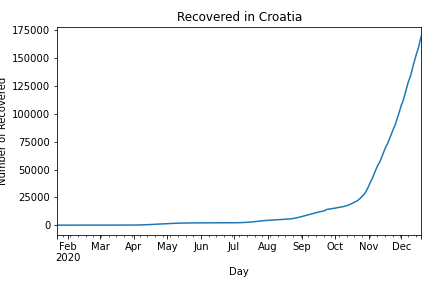 Recovered in Croatia
Number of Recovered
175000
150000
125000
100000
75000
50000
25000
0
Feb Mar Apr May Jun Jul Aug Sep Oct Nov Dec
2020
Day